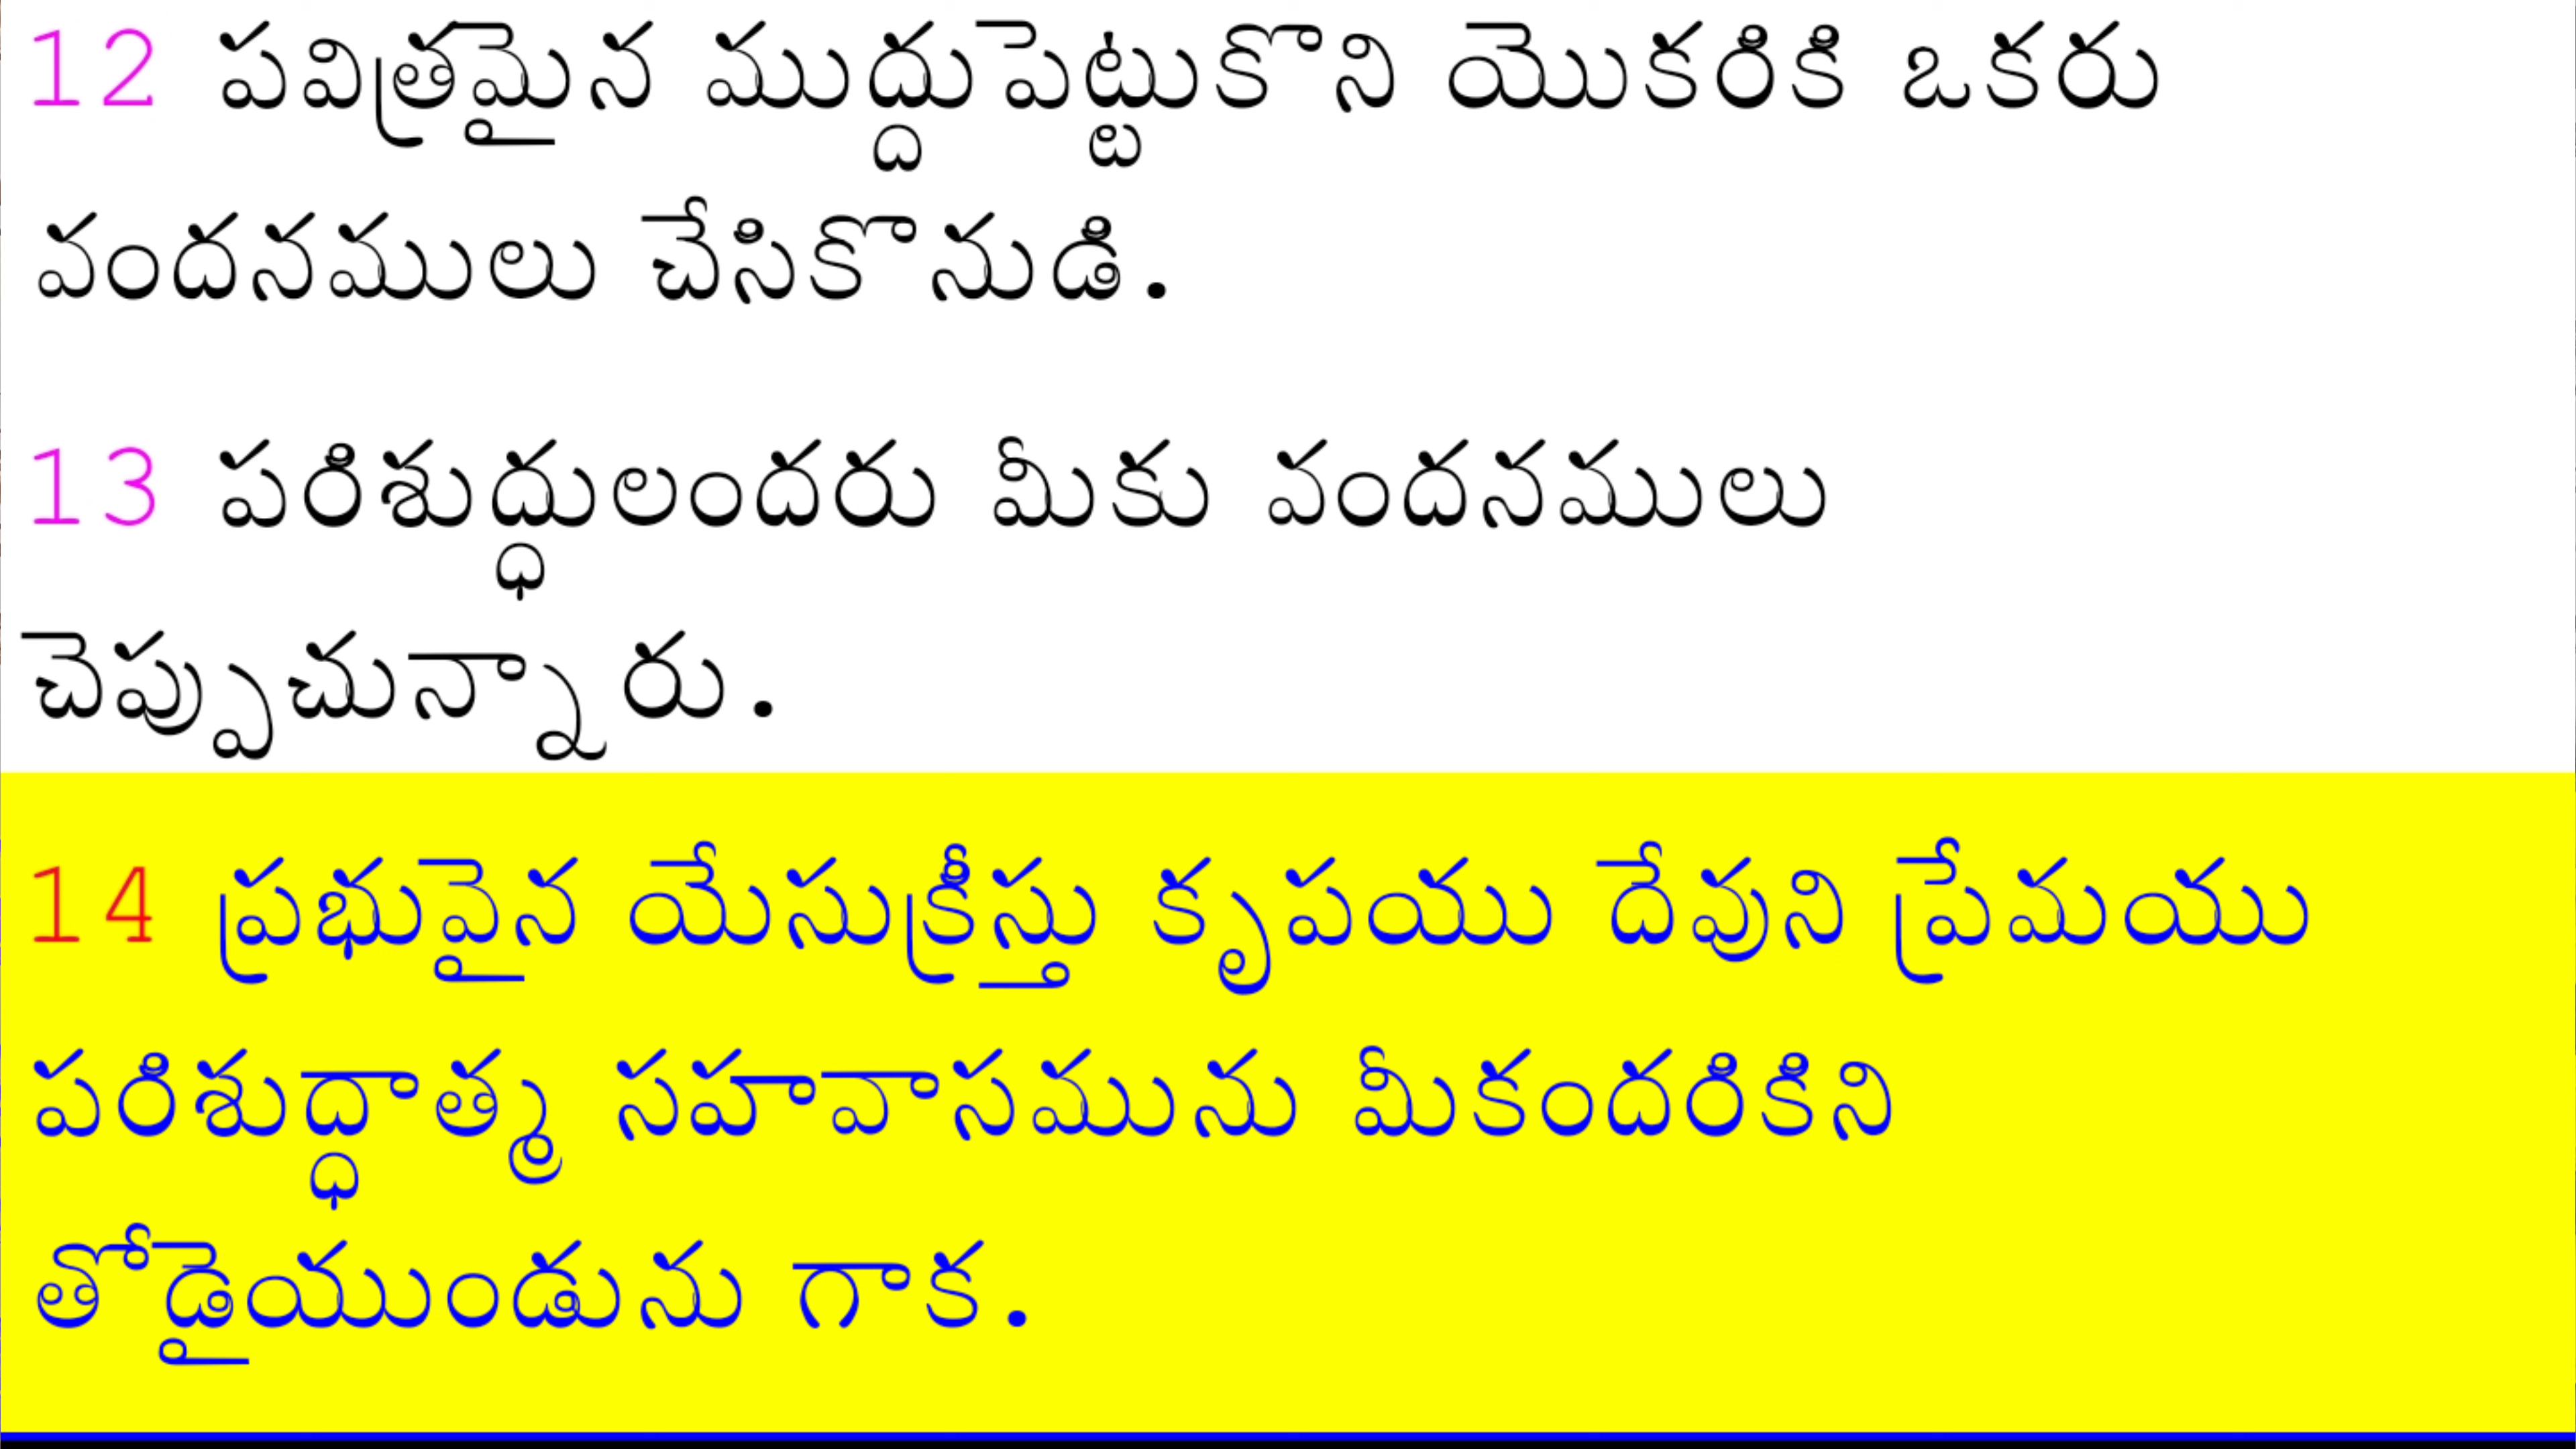 12 పవిత్రమైన ముద్దుపెట్టుకొని యొకరికి ఒకరు
వందనములు చేసికొనుడి.
13 పరిశుద్ధులందరు మీకు వందనములు
చెప్పుచున్నారు.
14 ప్రభువైన యేసుక్రీస్తు కృపయు దేవుని ప్రేమయు
పరిశుద్ధాత్మ సహవాసమును మీకందరికిని
తోడైయుండును గాక.